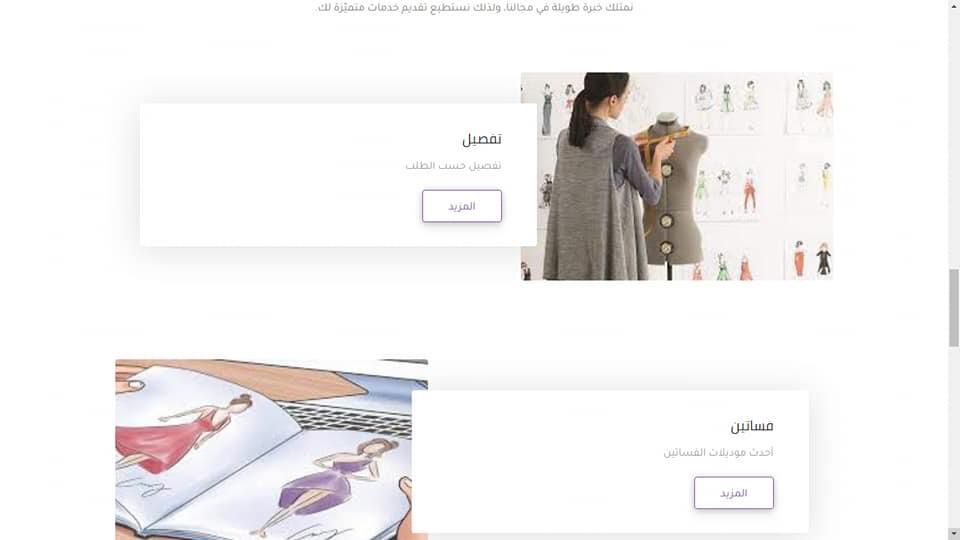 نمتلك خبرة طويلة في مجالنا، ولذلك نستطيع تقديم خدمات متميّزة لك.
تفصيل
تفصيل حسب الطلب
المزيد
فساتين
أحدث موديلات الفساتين
المزيد